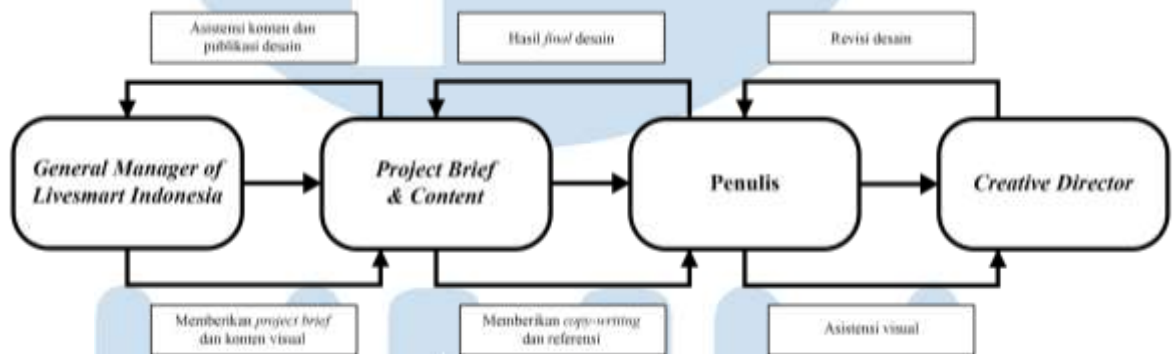 Asistensi konten dan
publikasi desain
Hasil final desain
Revisi desain
General Manager of
Livesmart Indonesia
Project Brief
& Content
Penulis
Creative Director
Memberikan project brief
dan konten visual
Memberikan copy-writing
dan referensi
Asistensi visual